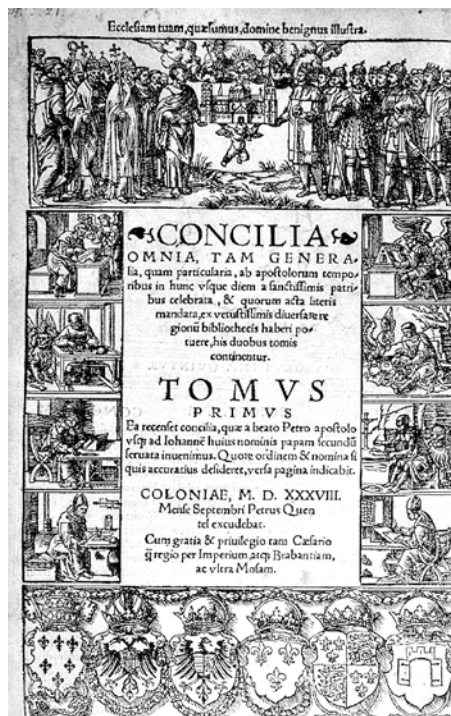 Ecclesiam tuam, quæsumus, domine benignus illustra.
CONCILIA
OMNIA, TAM GENERA-
lia, quam particularia, ab apostolorum tempo-
ribus in hunc vsque diem a sanctissimis patri-
bus celebrata, & quorum acta literis
mandata, ex vetustissimis diuersarū re
gionū bibliothecis haberi po-
tuere, his duobus tomis
continentur.
TOMVS
PRIMVS
Ea recenset concilia, quæ a beato Petro apostolo
vsq; ad Iohannē huius nominis papam secundū
seruata inuenimus. Quorē ordinem & nomina si
quis accuratius desideret, versa pagina indicabit.
COLONIAE, M. D. XXXVIII.
Mense Septembri Petrus Quen
tel excudebat.
Cum gratia & priuilegio tam Cæsario
q̄ regio per Imperium, atq; Brabantiam,
ac vltra Mosam.